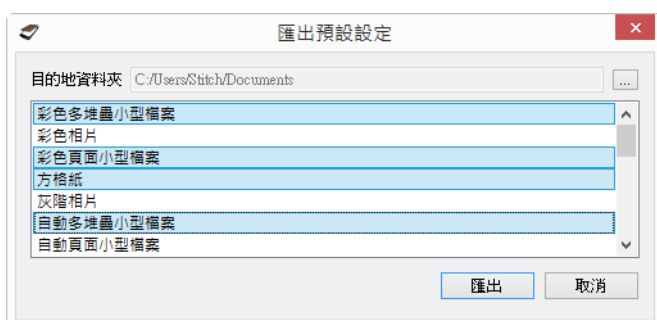 匯出預設設定
目的地資料夾 C:/Users/Stitch/Documents ...
彩色多堆疊小型檔案
彩色相片
彩色頁面小型檔案
方格紙
灰階相片
自動多堆疊小型檔案
自動頁面小型檔案
匯出 取消